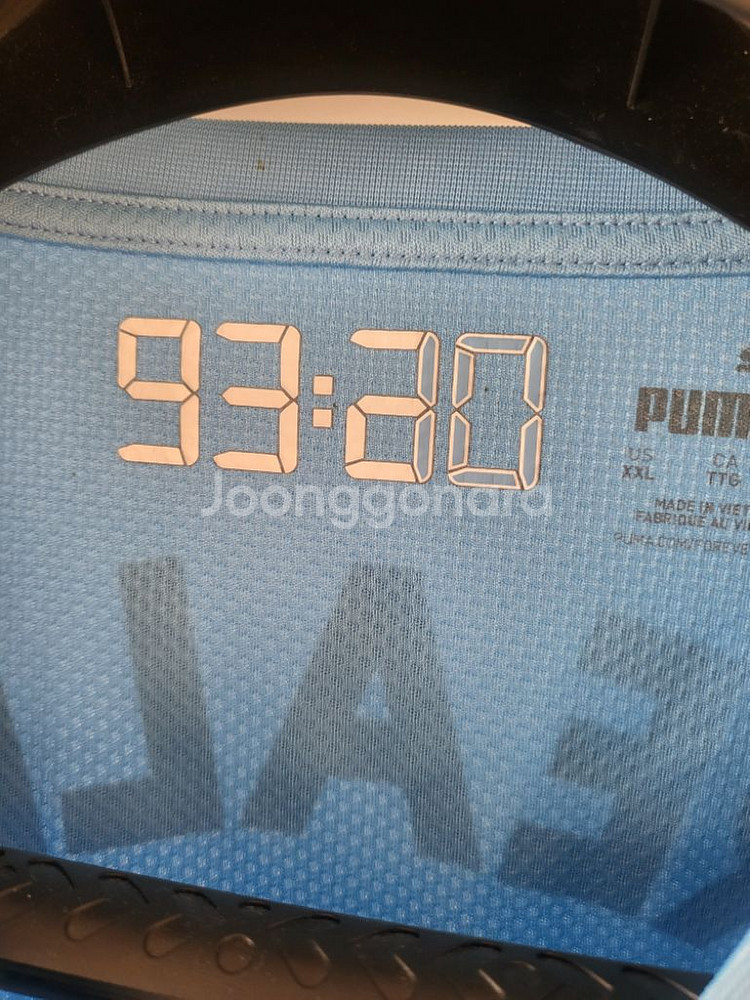 93:20
PUM
US CA
XXL TTG
MADE IN VIET
FABRIQUE AU VI
PUMA.COM/FOREVE
Joonggonara